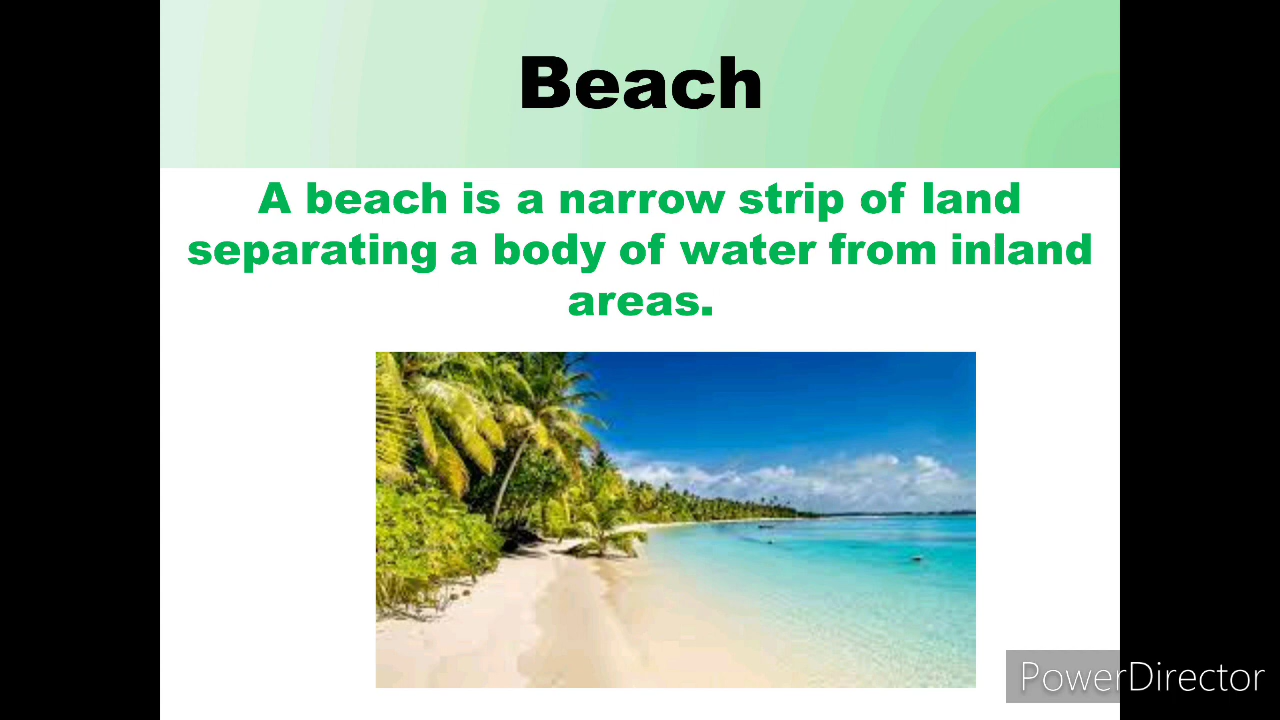 Beach
A beach is a narrow strip of land
separating a body of water from inland
areas.
PowerDirector